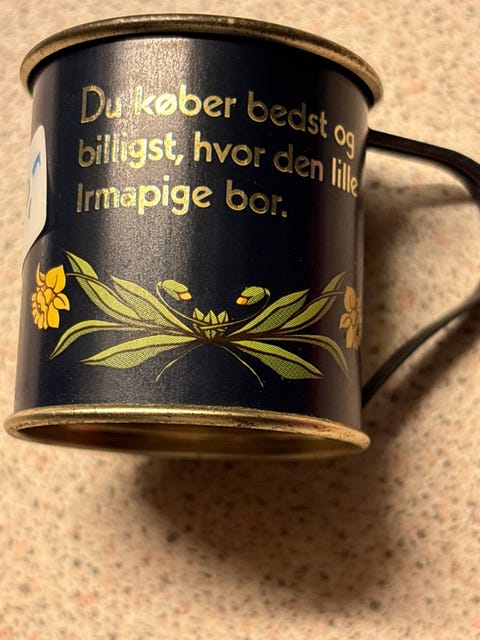 Du køber bedst og
billigst, hvor den lille
Irmapige bor.